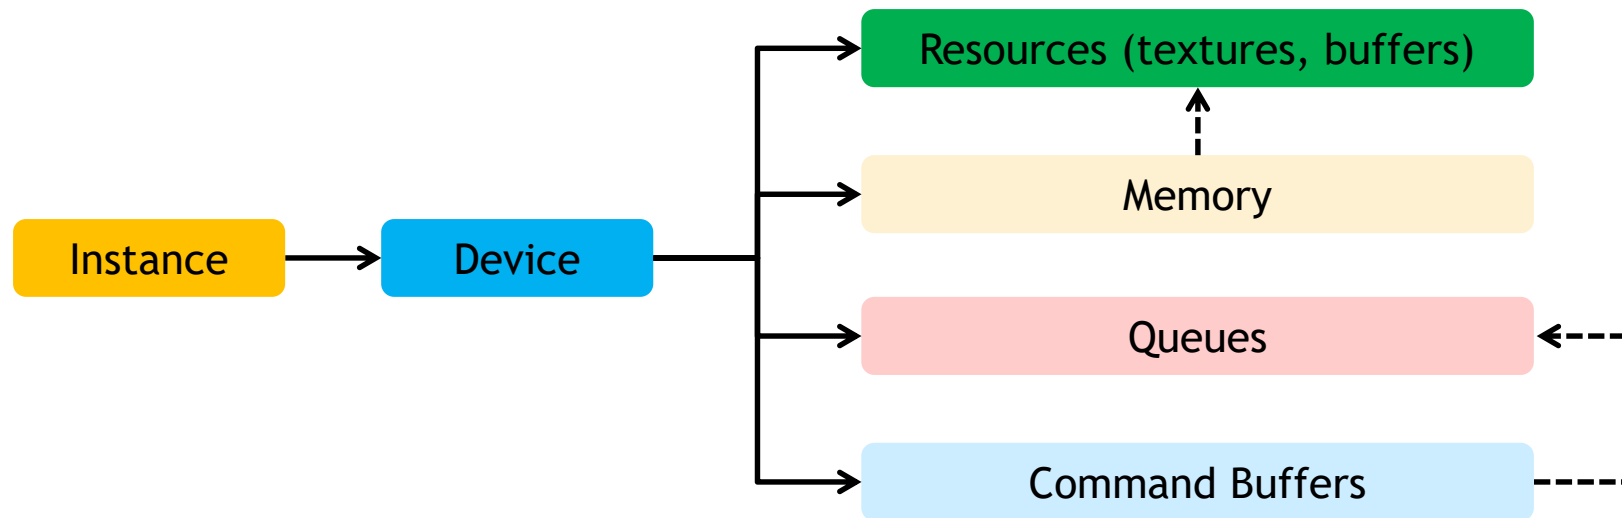 Resources (textures, buffers)
Memory
Instance
Device
Queues
Command Buffers